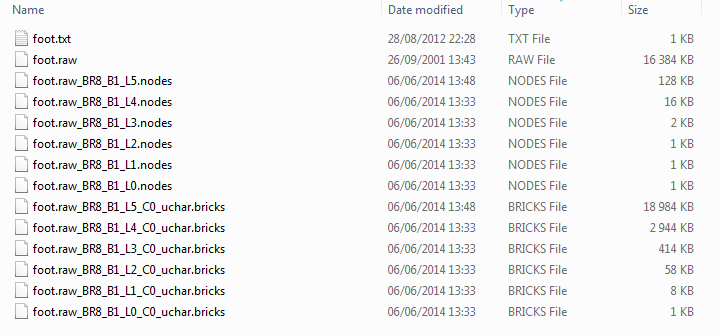 Name Date modified Type Size
foot.txt 28/08/2012 22:28 TXT File 1 KB
foot.raw 26/09/2001 13:43 RAW File 16 384 KB
foot.raw_BR8_B1_L5.nodes 06/06/2014 13:48 NODES File 128 KB
foot.raw_BR8_B1_L4.nodes 06/06/2014 13:33 NODES File 16 KB
foot.raw_BR8_B1_L3.nodes 06/06/2014 13:33 NODES File 2 KB
foot.raw_BR8_B1_L2.nodes 06/06/2014 13:33 NODES File 1 KB
foot.raw_BR8_B1_L1.nodes 06/06/2014 13:33 NODES File 1 KB
foot.raw_BR8_B1_L0.nodes 06/06/2014 13:33 NODES File 1 KB
foot.raw_BR8_B1_L5_C0_uchar.bricks 06/06/2014 13:48 BRICKS File 18 984 KB
foot.raw_BR8_B1_L4_C0_uchar.bricks 06/06/2014 13:33 BRICKS File 2 944 KB
foot.raw_BR8_B1_L3_C0_uchar.bricks 06/06/2014 13:33 BRICKS File 414 KB
foot.raw_BR8_B1_L2_C0_uchar.bricks 06/06/2014 13:33 BRICKS File 58 KB
foot.raw_BR8_B1_L1_C0_uchar.bricks 06/06/2014 13:33 BRICKS File 8 KB
foot.raw_BR8_B1_L0_C0_uchar.bricks 06/06/2014 13:33 BRICKS File 1 KB